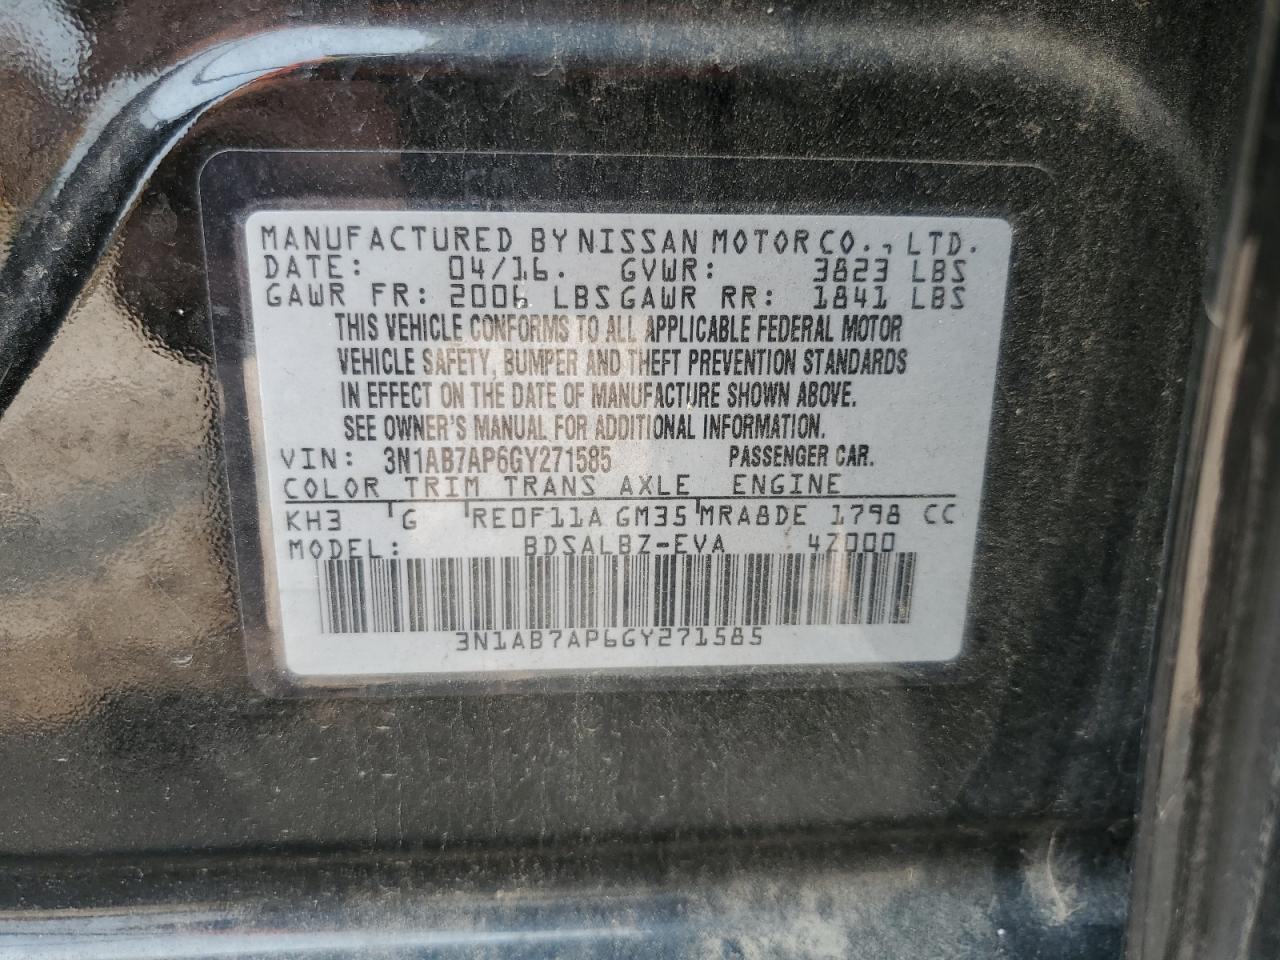 MANUFACTURED BY NISSAN MOTOR CO., LTD.
DATE: 04/16. GVWR: 3823 LBS
GAWR FR: 2006 LBS GAWR RR: 1841 LBS
THIS VEHICLE CONFORMS TO ALL APPLICABLE FEDERAL MOTOR
VEHICLE SAFETY, BUMPER AND THEFT PREVENTION STANDARDS
IN EFFECT ON THE DATE OF MANUFACTURE SHOWN ABOVE.
SEE OWNER'S MANUAL FOR ADDITIONAL INFORMATION.
VIN: 3N1AB7AP6GY271585 PASSENGER CAR.
COLOR TRIM TRANS AXLE ENGINE
KH3 G RE0F11A GM35 MRA8DE 1798 CC
MODEL: BDSALBZ-EVA 4Z000
3N1AB7AP6GY271585